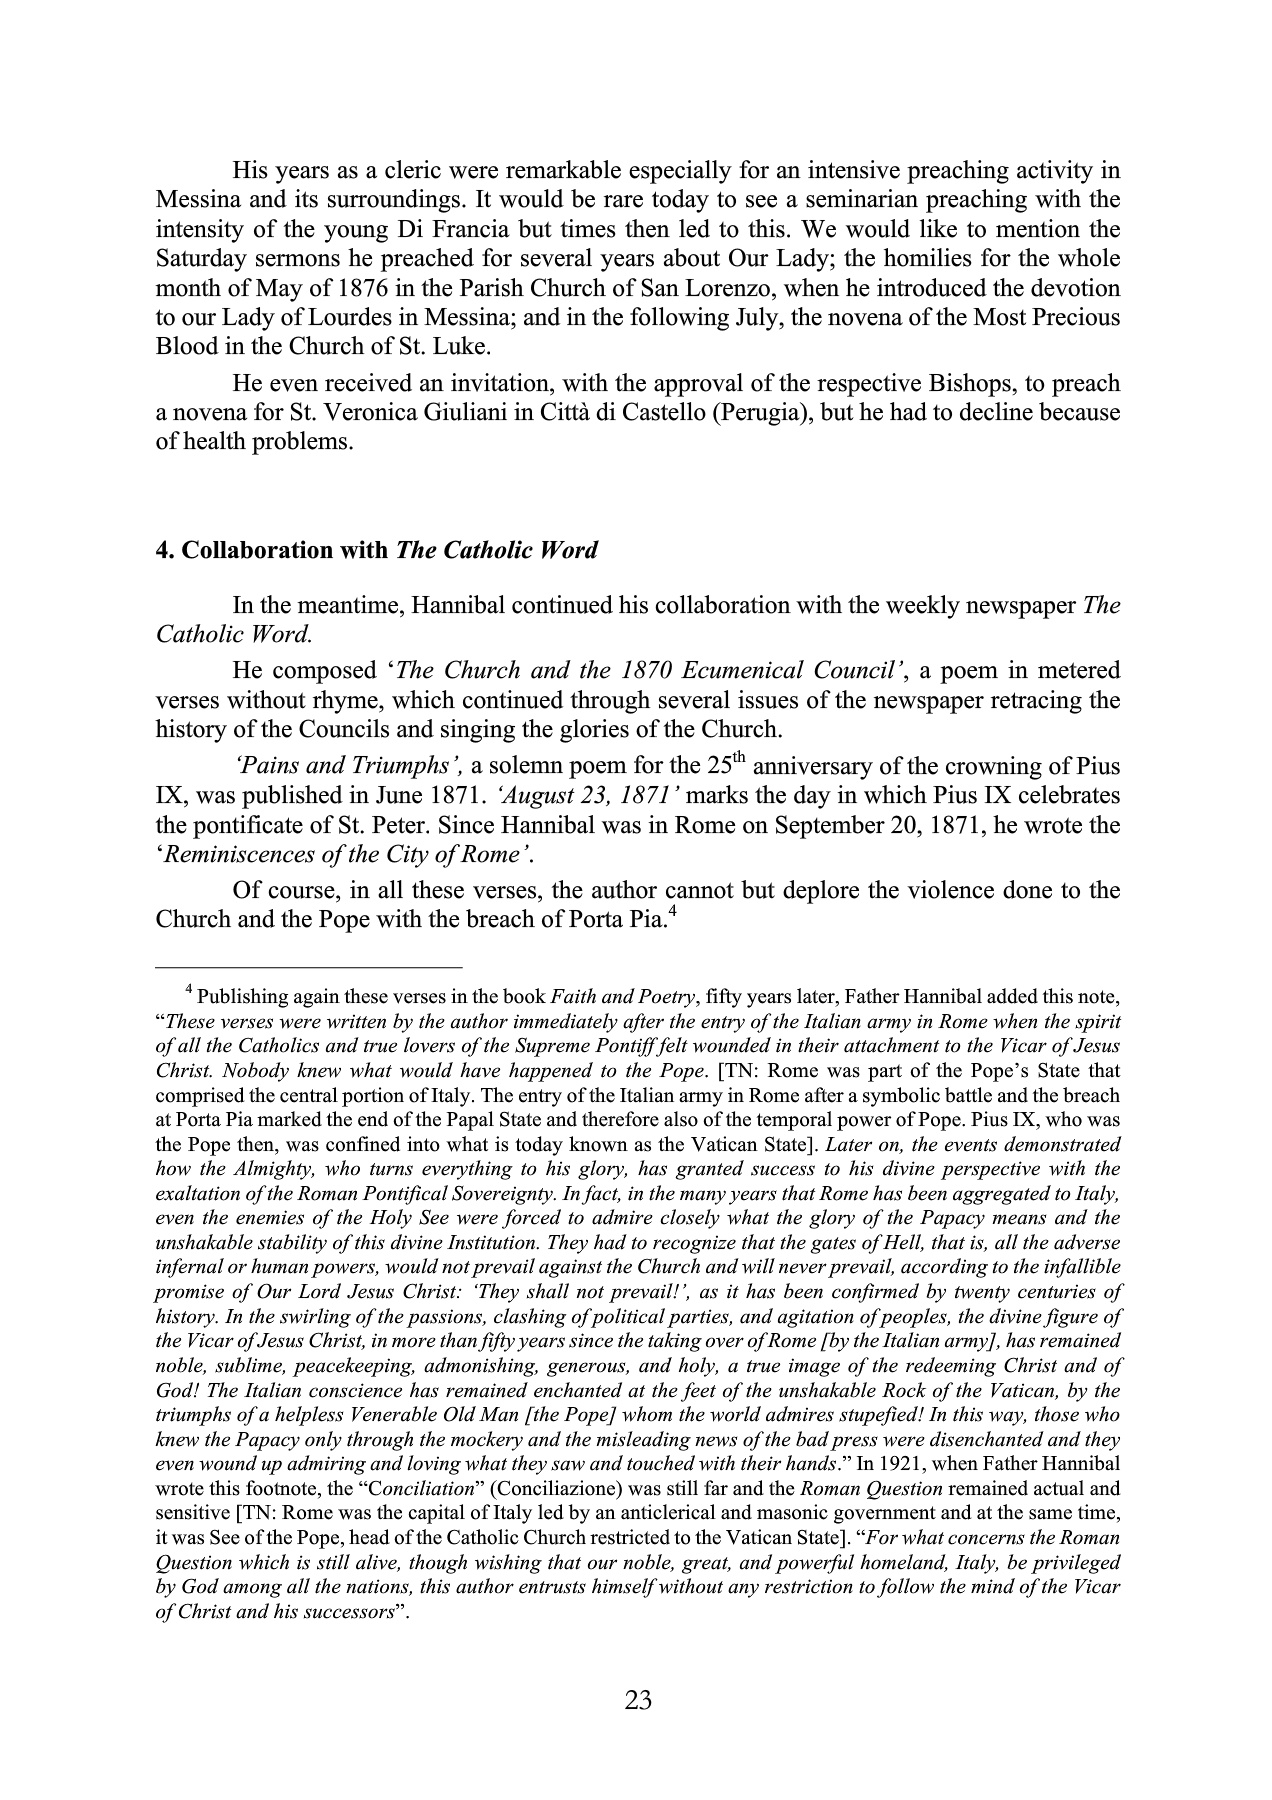 His years as a cleric were remarkable especially for an intensive preaching activity in
Messina and its surroundings. It would be rare today to see a seminarian preaching with the
intensity of the young Di Francia but times then led to this. We would like to mention the
Saturday sermons he preached for several years about Our Lady; the homilies for the whole
month of May of 1876 in the Parish Church of San Lorenzo, when he introduced the devotion
to our Lady of Lourdes in Messina; and in the following July, the novena of the Most Precious
Blood in the Church of St. Luke.
He even received an invitation, with the approval of the respective Bishops, to preach
a novena for St. Veronica Giuliani in Città di Castello (Perugia), but he had to decline because
of health problems.
4. Collaboration with The Catholic Word
In the meantime, Hannibal continued his collaboration with the weekly newspaper The
Catholic Word.
He composed ‘The Church and the 1870 Ecumenical Council’, a poem in metered
verses without rhyme, which continued through several issues of the newspaper retracing the
history of the Councils and singing the glories of the Church.
‘Pains and Triumphs’, a solemn poem for the 25th anniversary of the crowning of Pius
IX, was published in June 1871. ‘August 23, 1871’ marks the day in which Pius IX celebrates
the pontificate of St. Peter. Since Hannibal was in Rome on September 20, 1871, he wrote the
‘Reminiscences of the City of Rome’.
Of course, in all these verses, the author cannot but deplore the violence done to the
Church and the Pope with the breach of Porta Pia.4
4 Publishing again these verses in the book Faith and Poetry, fifty years later, Father Hannibal added this note,
“These verses were written by the author immediately after the entry of the Italian army in Rome when the spirit
of all the Catholics and true lovers of the Supreme Pontiff felt wounded in their attachment to the Vicar of Jesus
Christ. Nobody knew what would have happened to the Pope. [TN: Rome was part of the Pope’s State that
comprised the central portion of Italy. The entry of the Italian army in Rome after a symbolic battle and the breach
at Porta Pia marked the end of the Papal State and therefore also of the temporal power of Pope. Pius IX, who was
the Pope then, was confined into what is today known as the Vatican State]. Later on, the events demonstrated
how the Almighty, who turns everything to his glory, has granted success to his divine perspective with the
exaltation of the Roman Pontifical Sovereignty. In fact, in the many years that Rome has been aggregated to Italy,
even the enemies of the Holy See were forced to admire closely what the glory of the Papacy means and the
unshakable stability of this divine Institution. They had to recognize that the gates of Hell, that is, all the adverse
infernal or human powers, would not prevail against the Church and will never prevail, according to the infallible
promise of Our Lord Jesus Christ: ‘They shall not prevail!’, as it has been confirmed by twenty centuries of
history. In the swirling of the passions, clashing of political parties, and agitation of peoples, the divine figure of
the Vicar of Jesus Christ, in more than fifty years since the taking over of Rome [by the Italian army], has remained
noble, sublime, peacekeeping, admonishing, generous, and holy, a true image of the redeeming Christ and of
God! The Italian conscience has remained enchanted at the feet of the unshakable Rock of the Vatican, by the
triumphs of a helpless Venerable Old Man [the Pope] whom the world admires stupefied! In this way, those who
knew the Papacy only through the mockery and the misleading news of the bad press were disenchanted and they
even wound up admiring and loving what they saw and touched with their hands.” In 1921, when Father Hannibal
wrote this footnote, the “Conciliation” (Conciliazione) was still far and the Roman Question remained actual and
sensitive [TN: Rome was the capital of Italy led by an anticlerical and masonic government and at the same time,
it was See of the Pope, head of the Catholic Church restricted to the Vatican State]. “For what concerns the Roman
Question which is still alive, though wishing that our noble, great, and powerful homeland, Italy, be privileged
by God among all the nations, this author entrusts himself without any restriction to follow the mind of the Vicar
of Christ and his successors”.
23